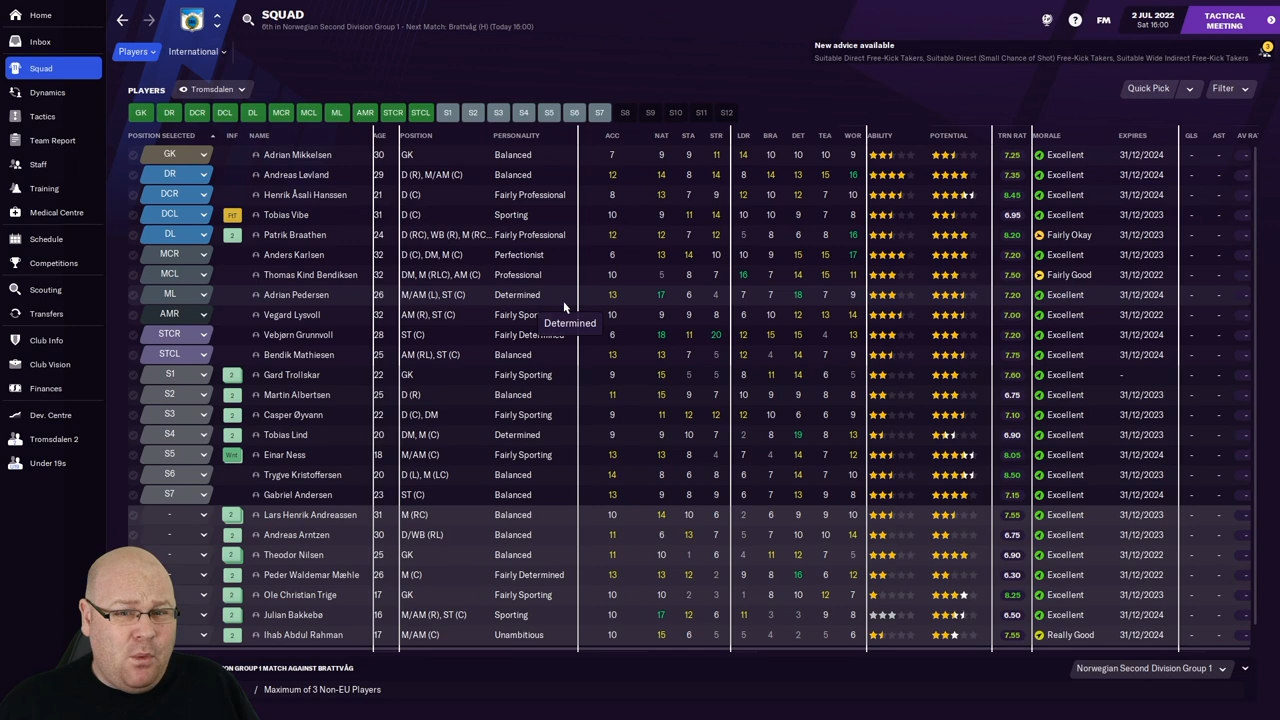 Home
SQUAD
6th in Norwegian Second Division Group 1 - Next Match: Brattvåg (H) (Today 16:00)
FM
2 JUL 2022
Sat 16:00
TACTICAL MEETING
Inbox
Squad
Players
International
New advice available
Suitable Direct Free-Kick Takers, Suitable Direct (Small Chance of Shot) Free-Kick Takers, Suitable Wide Indirect Free-Kick Takers
3
Dynamics
PLAYERS Tromsdalen
Quick Pick Filter
Tactics
GK DR DCR DCL DL MCR MCL ML AMR STCR STCL S1 S2 S3 S4 S5 S6 S7 S8 S9 S10 S11 S12
Team Report
POSITION SELECTED INF NAME AGE POSITION PERSONALITY ACC NAT STA STR LDR BRA DET TEA WOR ABILITY POTENTIAL TRN RAT MORALE EXPIRES GLS AST AV RAT
GK Adrian Mikkelsen 30 GK Balanced 7 9 9 11 14 10 10 10 9 7.25 Excellent 31/12/2024 - - -
DR Andreas Løvland 29 D (R), M/AM (C) Balanced 12 14 8 14 8 14 13 15 16 7.35 Excellent 31/12/2024 - - -
DCR Henrik Åsali Hanssen 21 D (C) Fairly Professional 8 13 7 9 12 10 12 7 10 8.45 Excellent 31/12/2024 - - -
DCL FIT Tobias Vibe 31 D (C) Sporting 10 9 11 14 10 10 9 7 8 6.95 Excellent 31/12/2023 - - -
DL 2 Patrik Braathen 24 D (RC), WB (R), M (RC... Fairly Professional 12 12 7 12 5 8 6 8 16 8.20 Fairly Okay 31/12/2023 - - -
MCR Anders Karlsen 32 D (C), DM, M (C) Perfectionist 6 13 14 10 10 9 15 15 17 7.20 Excellent 31/12/2023 - - -
MCL Thomas Kind Bendiksen 32 DM, M (RLC), AM (C) Professional 10 5 8 7 16 7 14 15 11 7.50 Fairly Good 31/12/2022 - - -
ML Adrian Pedersen 26 M/AM (L), ST (C) Determined 13 17 6 4 7 7 18 7 9 7.20 Excellent 31/12/2023 - - -
AMR Vegard Lysvoll 32 AM (R), ST (C) Fairly Spor 10 9 9 8 6 10 12 13 14 7.00 Excellent 31/12/2023 - - -
Determined
STCR Vebjørn Grunnvoll 28 ST (C) Fairly Determined 6 18 11 20 12 15 15 4 13 7.20 Excellent 31/12/2023 - - -
STCL Bendik Mathiesen 25 AM (RL), ST (C) Balanced 13 13 7 5 12 4 14 7 9 7.75 Excellent 31/12/2023 - - -
S1 2 Gard Trollskar 22 GK Fairly Sporting 9 15 5 5 8 11 14 6 9 7.60 Excellent - - - -
S2 Martin Albertsen 25 D (R) Balanced 11 15 9 7 10 9 9 8 8 6.75 Excellent 31/12/2023 - - -
S3 2 Casper Øyvann 22 D (C), DM Fairly Sporting 9 11 12 12 12 10 6 6 9 7.10 Excellent 31/12/2023 - - -
S4 2 Tobias Lind 20 DM, M (C) Determined 9 9 10 7 2 8 19 8 13 6.90 Excellent 31/12/2023 - - -
S5 Wnt Einar Ness 18 M/AM (C) Fairly Sporting 13 13 8 4 7 4 14 7 12 8.05 Excellent 31/12/2023 - - -
S6 Trygve Kristoffersen 20 D (L), M (LC) Balanced 14 8 6 8 6 7 14 7 10 8.50 Excellent 31/12/2023 - - -
S7 Gabriel Andersen 23 ST (C) Balanced 13 9 8 9 6 7 13 9 8 7.15 Excellent 31/12/2024 - - -
- 2 Lars Henrik Andreassen 31 M (RC) Balanced 10 14 10 6 2 6 9 9 10 7.55 Excellent 31/12/2023 - - -
- 2 Andreas Arntzen 30 D/WB (RL) Balanced 11 6 13 7 5 7 10 10 14 6.75 Excellent 31/12/2023 - - -
- 2 Theodor Nilsen 25 GK Balanced 11 10 1 6 4 11 12 7 5 6.90 Excellent 31/12/2022 - - -
2 Peder Waldemar Mæhle 26 M (C) Fairly Determined 13 13 12 2 7 8 16 6 12 6.30 Excellent 31/12/2022 - - -
2 Ole Christian Trige 17 GK Fairly Sporting 10 10 2 3 1 8 10 12 7 8.25 Excellent 31/12/2023 - - -
2 Julian Bakkebø 16 M/AM (R), ST (C) Sporting 10 17 12 6 11 3 3 9 8 6.50 Excellent 31/12/2024 - - -
2 Ihab Abdul Rahman 17 M/AM (C) Unambitious 10 15 6 5 5 4 2 5 6 7.55 Really Good 31/12/2024 - - -
Staff
Training
Medical Centre
Schedule
Competitions
Scouting
Transfers
Club Info
Club Vision
Finances
Dev. Centre
Tromsdalen 2
Under 19s
ON GROUP 1 MATCH AGAINST BRATTVÅG
Norwegian Second Division Group 1
/ Maximum of 3 Non-EU Players